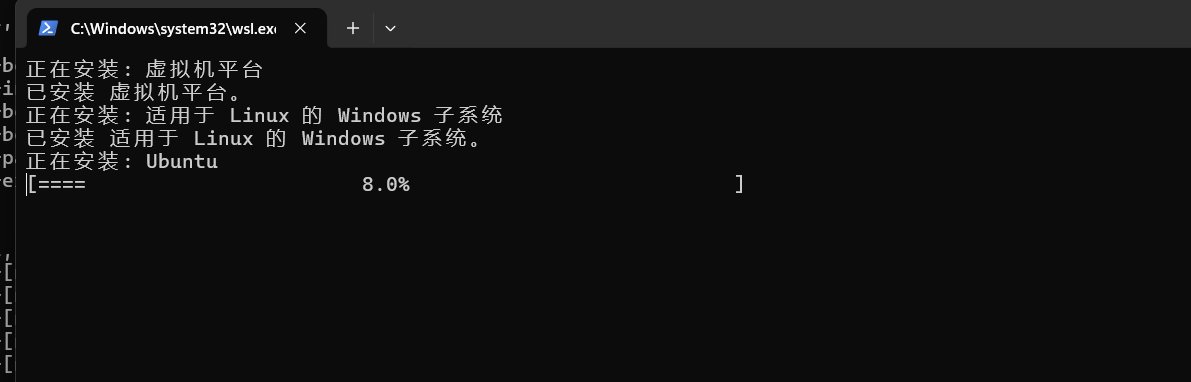 C:\Windows\system32\wsl.exe
正在安装: 虚拟机平台
已安装 虚拟机平台。
正在安装: 适用于 Linux 的 Windows 子系统
已安装 适用于 Linux 的 Windows 子系统。
正在安装: Ubuntu
[==== 8.0% ]